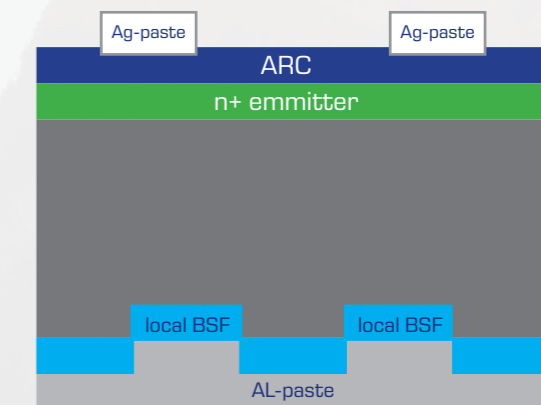 Ag-paste Ag-paste
ARC
n+ emmitter
local BSF local BSF
AL-paste